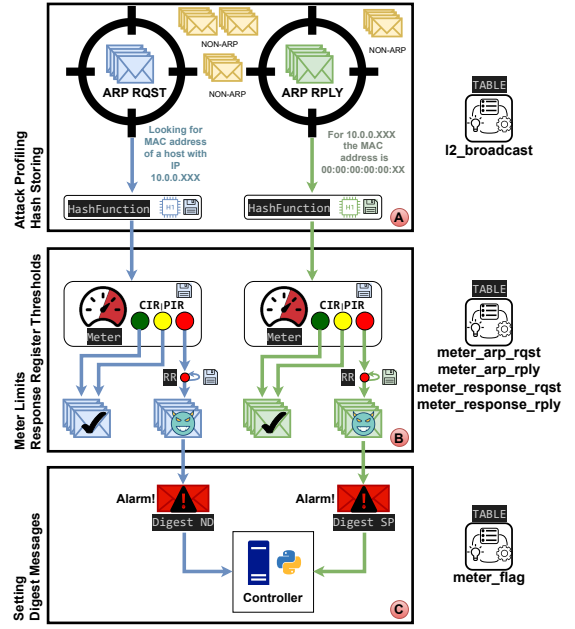 NON-ARP
NON-ARP
NON-ARP
ARP RQST
ARP RPLY
Looking for
MAC address
of a host with
IP
10.0.0.XXX
For 10.0.0.XXX
the MAC
address is
00:00:00:00:00:XX
HashFunction
H1
HashFunction
H1
A
Attack Profiling
Hash Storing
TABLE
l2_broadcast
CIR PIR
Meter
RR
CIR PIR
Meter
RR
B
Meter Limits
Response Register Thresholds
TABLE
meter_arp_rqst
meter_arp_rply
meter_response_rqst
meter_response_rply
Alarm!
Digest ND
Alarm!
Digest SP
Controller
C
Setting
Digest Messages
TABLE
meter_flag